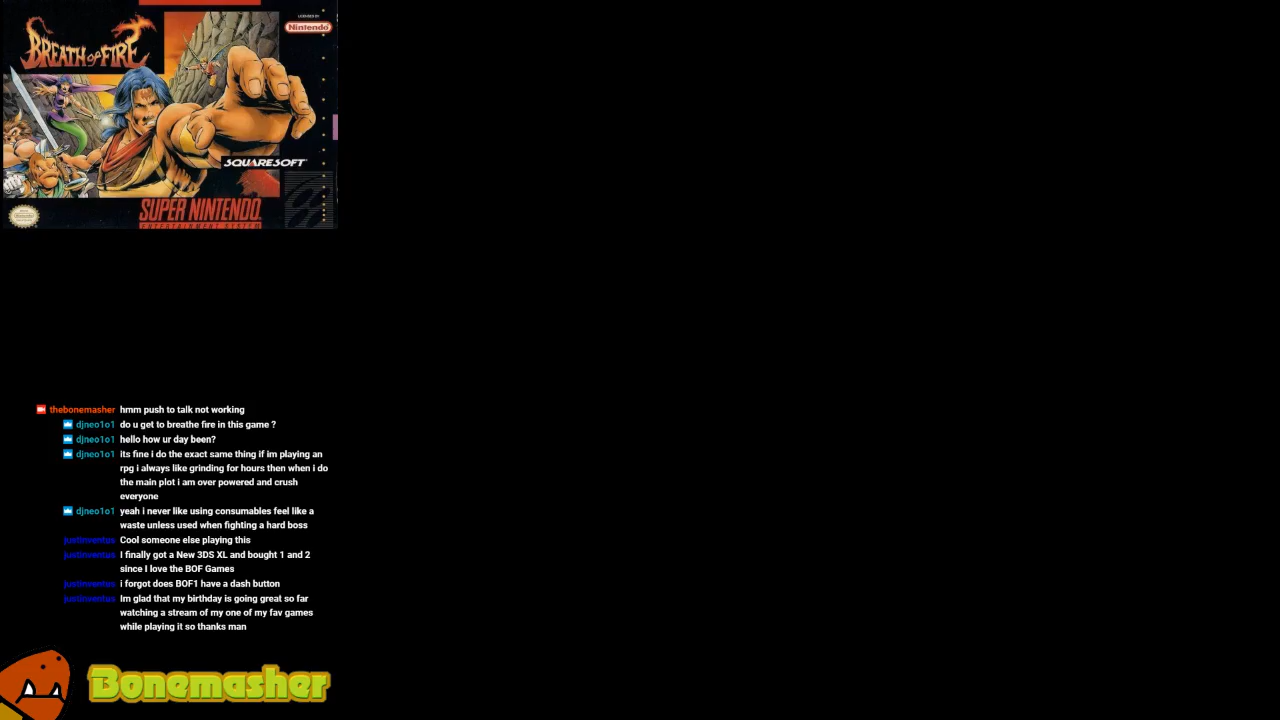 LICENSED BY
Nintendo
BREATH OF FIRE
SQUARESOFT
SUPER NINTENDO
ENTERTAINMENT SYSTEM
thebonemasher hmm push to talk not working
djneo1o1 do u get to breathe fire in this game ?
djneo1o1 hello how ur day been?
djneo1o1 its fine i do the exact same thing if im playing an
rpg i always like grinding for hours then when i do
the main plot i am over powered and crush
everyone
djneo1o1 yeah i never like using consumables feel like a
waste unless used when fighting a hard boss
justinventus Cool someone else playing this
justinventus I finally got a New 3DS XL and bought 1 and 2
since I love the BOF Games
justinventus i forgot does BOF1 have a dash button
justinventus Im glad that my birthday is going great so far
watching a stream of my one of my fav games
while playing it so thanks man
Bonemasher